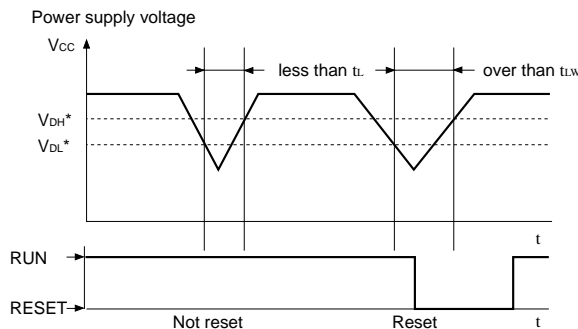 Power supply voltage
VCC
less than tL
over than tLW
VDH*
VDL*
t
RUN
RESET
Not reset
Reset
t